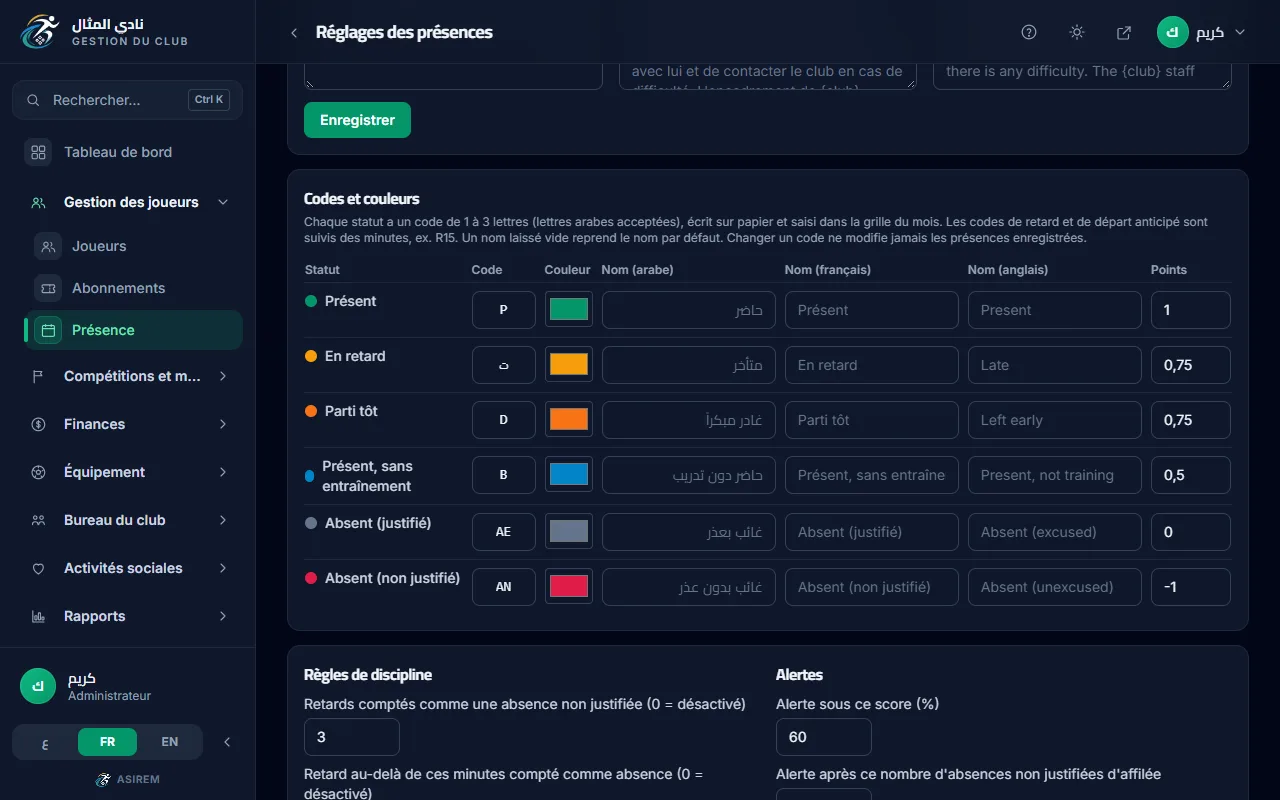 نادي المثال
GESTION DU CLUB
Réglages des présences
كريم
Rechercher...
Ctrl K
Tableau de bord
Gestion des joueurs
Joueurs
Abonnements
Présence
Compétitions et m...
Finances
Équipement
Bureau du club
Activités sociales
Rapports
كريم
Administrateur
ع
FR
EN
ASIREM
avec lui et de contacter le club en cas de
there is any difficulty. The {club} staff
Enregistrer
Codes et couleurs
Chaque statut a un code de 1 à 3 lettres (lettres arabes acceptées), écrit sur papier et saisi dans la grille du mois. Les codes de retard et de départ anticipé sont
suivis des minutes, ex. R15. Un nom laissé vide reprend le nom par défaut. Changer un code ne modifie jamais les présences enregistrées.
Statut Code Couleur Nom (arabe) Nom (français) Nom (anglais) Points
Présent P حاضر Présent Present 1
En retard ت متأخر En retard Late 0,75
Parti tôt D غادر مبكراً Parti tôt Left early 0,75
Présent, sans
entraînement B حاضر دون تدريب Présent, sans entraîne Present, not training 0,5
Absent (justifié) AE غائب بعذر Absent (justifié) Absent (excused) 0
Absent (non justifié) AN غائب بدون عذر Absent (non justifié) Absent (unexcused) -1
Règles de discipline
Retards comptés comme une absence non justifiée (0 = désactivé)
3
Retard au-delà de ces minutes compté comme absence (0 =
désactivé)
Alertes
Alerte sous ce score (%)
60
Alerte après ce nombre d'absences non justifiées d'affilée